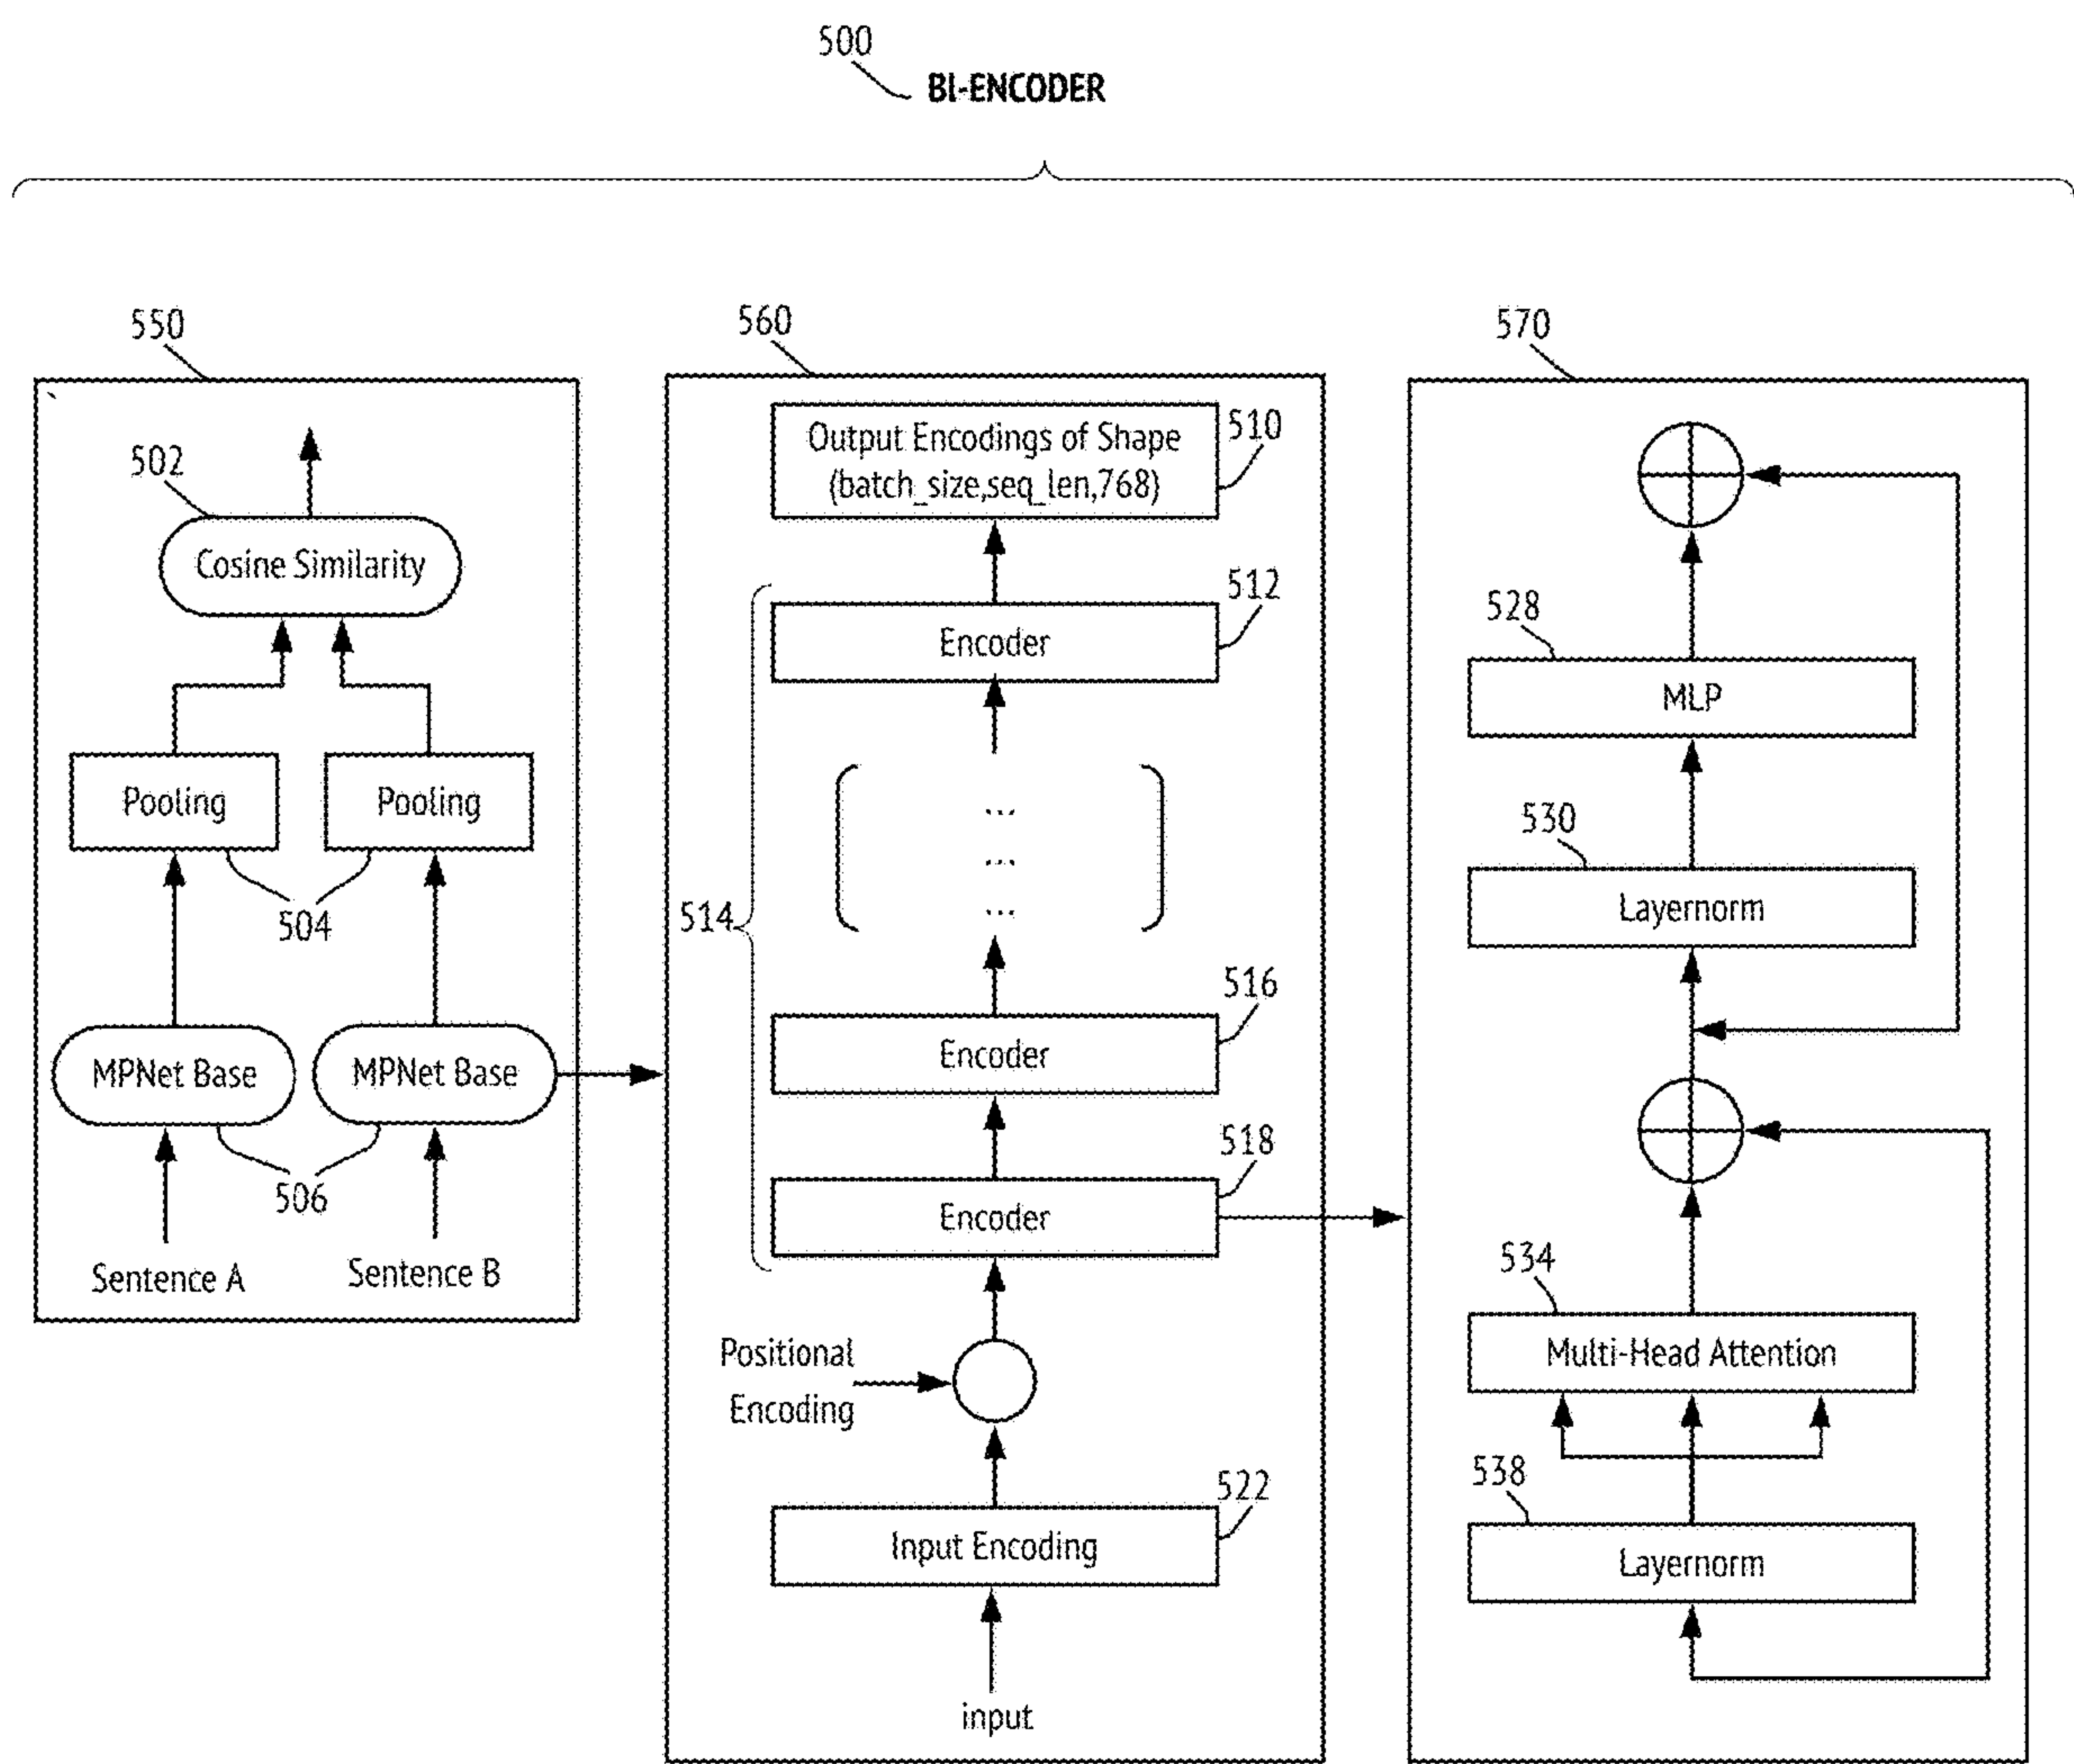 500
BI-ENCODER
550
502
Cosine Similarity
Pooling
Pooling
504
MPNet Base
MPNet Base
506
Sentence A
Sentence B
560
Output Encodings of Shape
(batch_size,seq_len,768)
510
512
Encoder
...
...
...
514
516
Encoder
518
Encoder
Positional
Encoding
522
Input Encoding
input
570
528
MLP
530
Layernorm
534
Multi-Head Attention
538
Layernorm